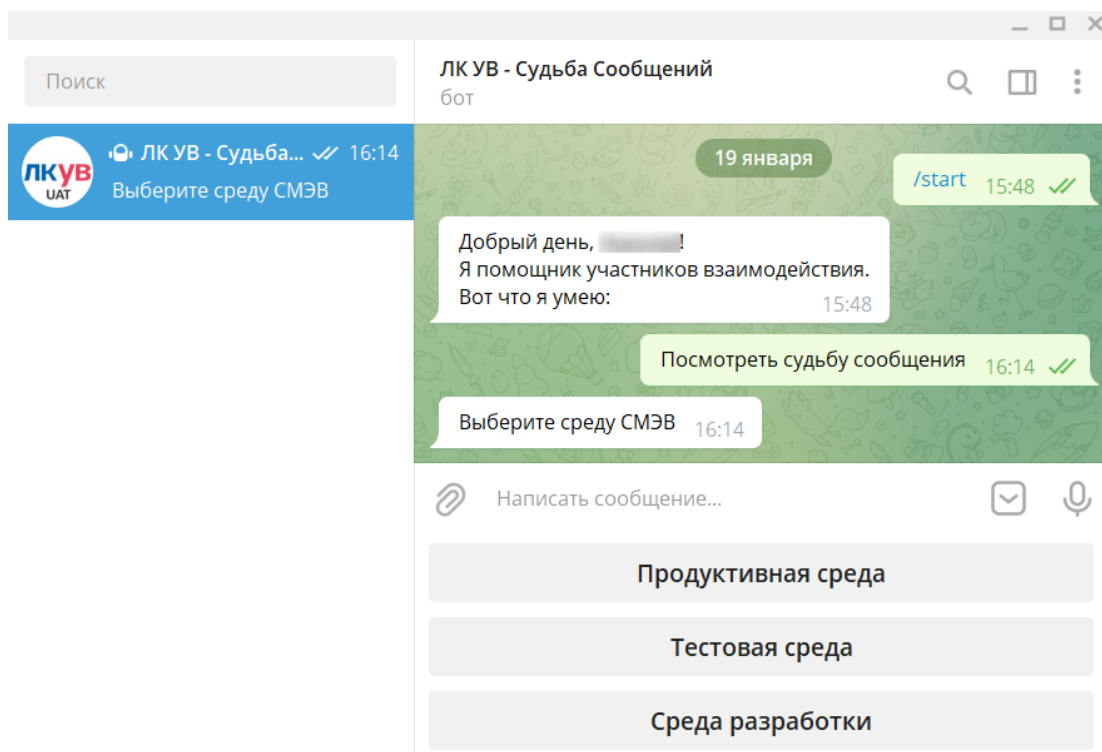 Поиск
ЛК УВ - Судьба... 16:14
Выберите среду СМЭВ
ЛКУВ
UAT
ЛК УВ - Судьба Сообщений
бот
19 января
/start 15:48
Добрый день, !
Я помощник участников взаимодействия.
Вот что я умею: 15:48
Посмотреть судьбу сообщения 16:14
Выберите среду СМЭВ 16:14
Написать сообщение...
Продуктивная среда
Тестовая среда
Среда разработки